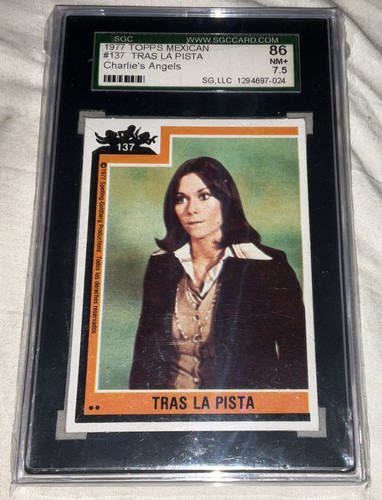 SGC WWW.SGCCARD.COM
1977 TOPPS MEXICAN 86
#137 TRAS LA PISTA NM+
Charlie's Angels 7.5
SG,LLC 1294697-024
137
©1977 Spelling-Goldberg Productions. Todos los derechos reservados
TRAS LA PISTA